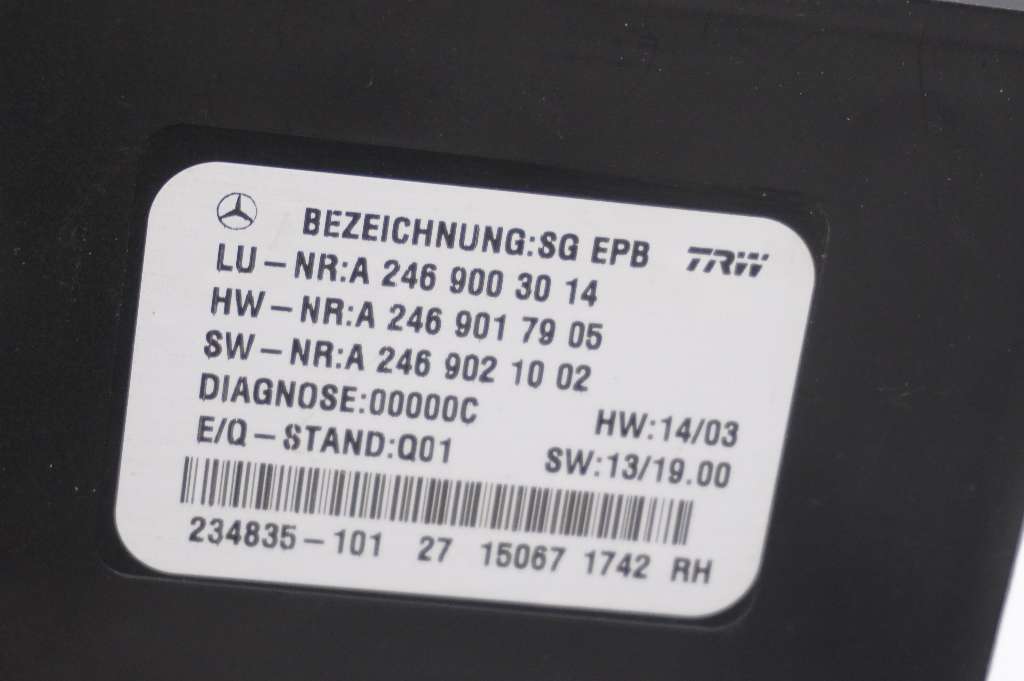 BEZEICHNUNG:SG EPB TRW
LU-NR:A 246 900 30 14
HW-NR:A 246 901 79 05
SW-NR:A 246 902 10 02
DIAGNOSE:00000C HW:14/03
E/Q-STAND:Q01 SW:13/19.00
234835-101 27 15067 1742 RH